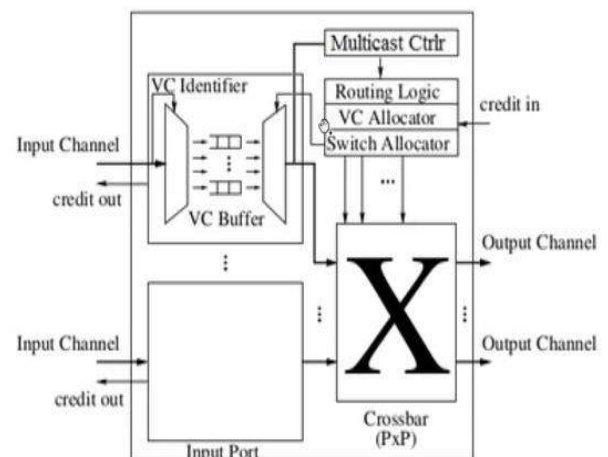 Multicast Ctrlr
VC Identifier
Routing Logic
VC Allocator
Switch Allocator
credit in
Input Channel
credit out
VC Buffer
...
Output Channel
X
Input Channel
Output Channel
credit out
Crossbar
(PxP)
Input Port